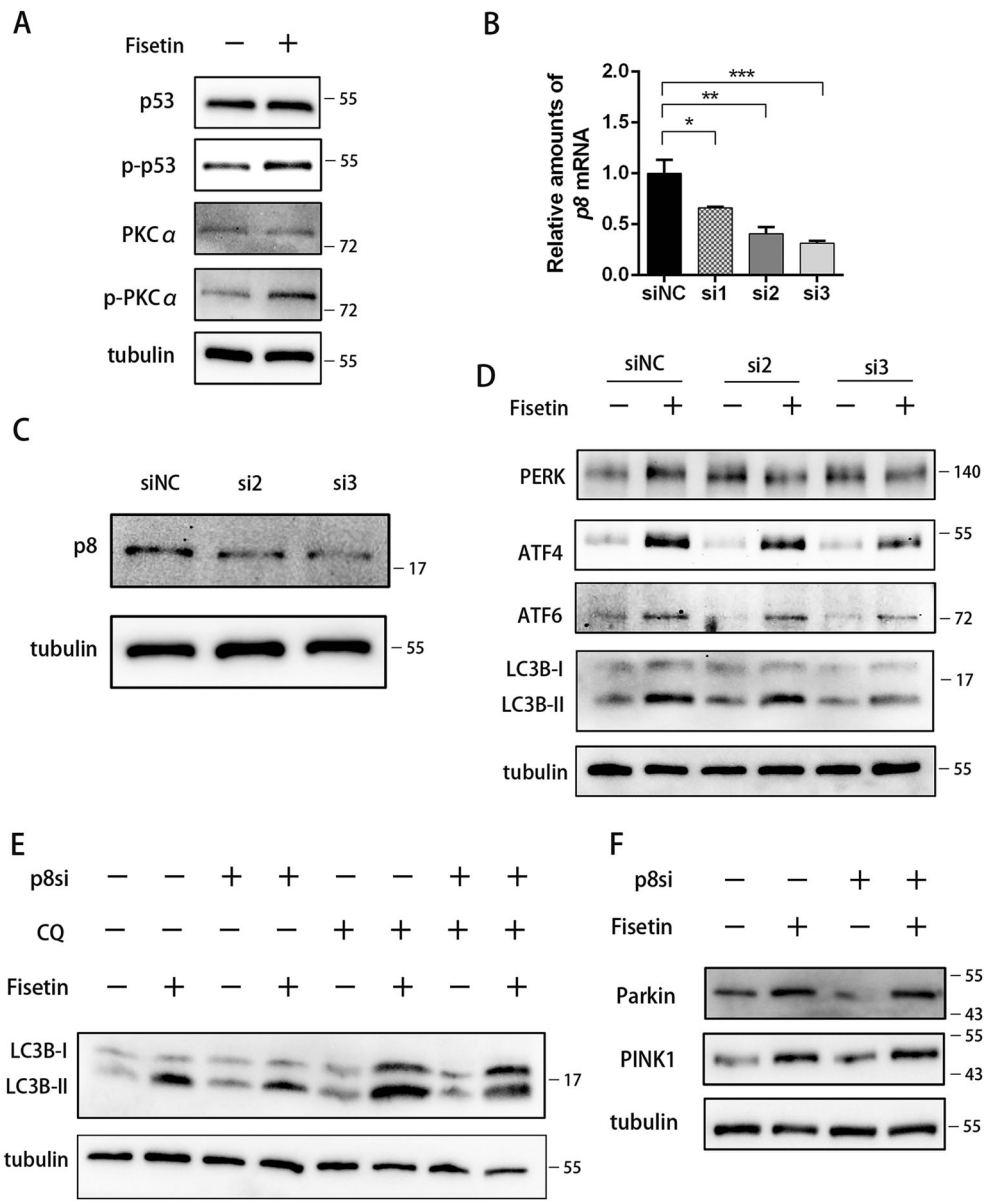 A
Fisetin − +
p53 − 55
p-p53 − 55
PKCα − 72
p-PKCα − 72
tubulin − 55
B
Relative amounts of
p8 mRNA
2.0
1.5
1.0
0.5
0.0
***
**
*
siNC si1 si2 si3
C
siNC si2 si3
p8 − 17
tubulin − 55
D
siNC si2 si3
Fisetin − + − + − +
PERK − 140
ATF4 − 55
ATF6 − 72
LC3B-I − 17
LC3B-II
tubulin − 55
E
p8si − − + + − − + +
CQ − − − − + + + +
Fisetin − + − + − + − +
LC3B-I
LC3B-II − 17
tubulin − 55
F
p8si − − + +
Fisetin − + − +
Parkin − 55
− 43
PINK1 − 55
− 43
tubulin − 55